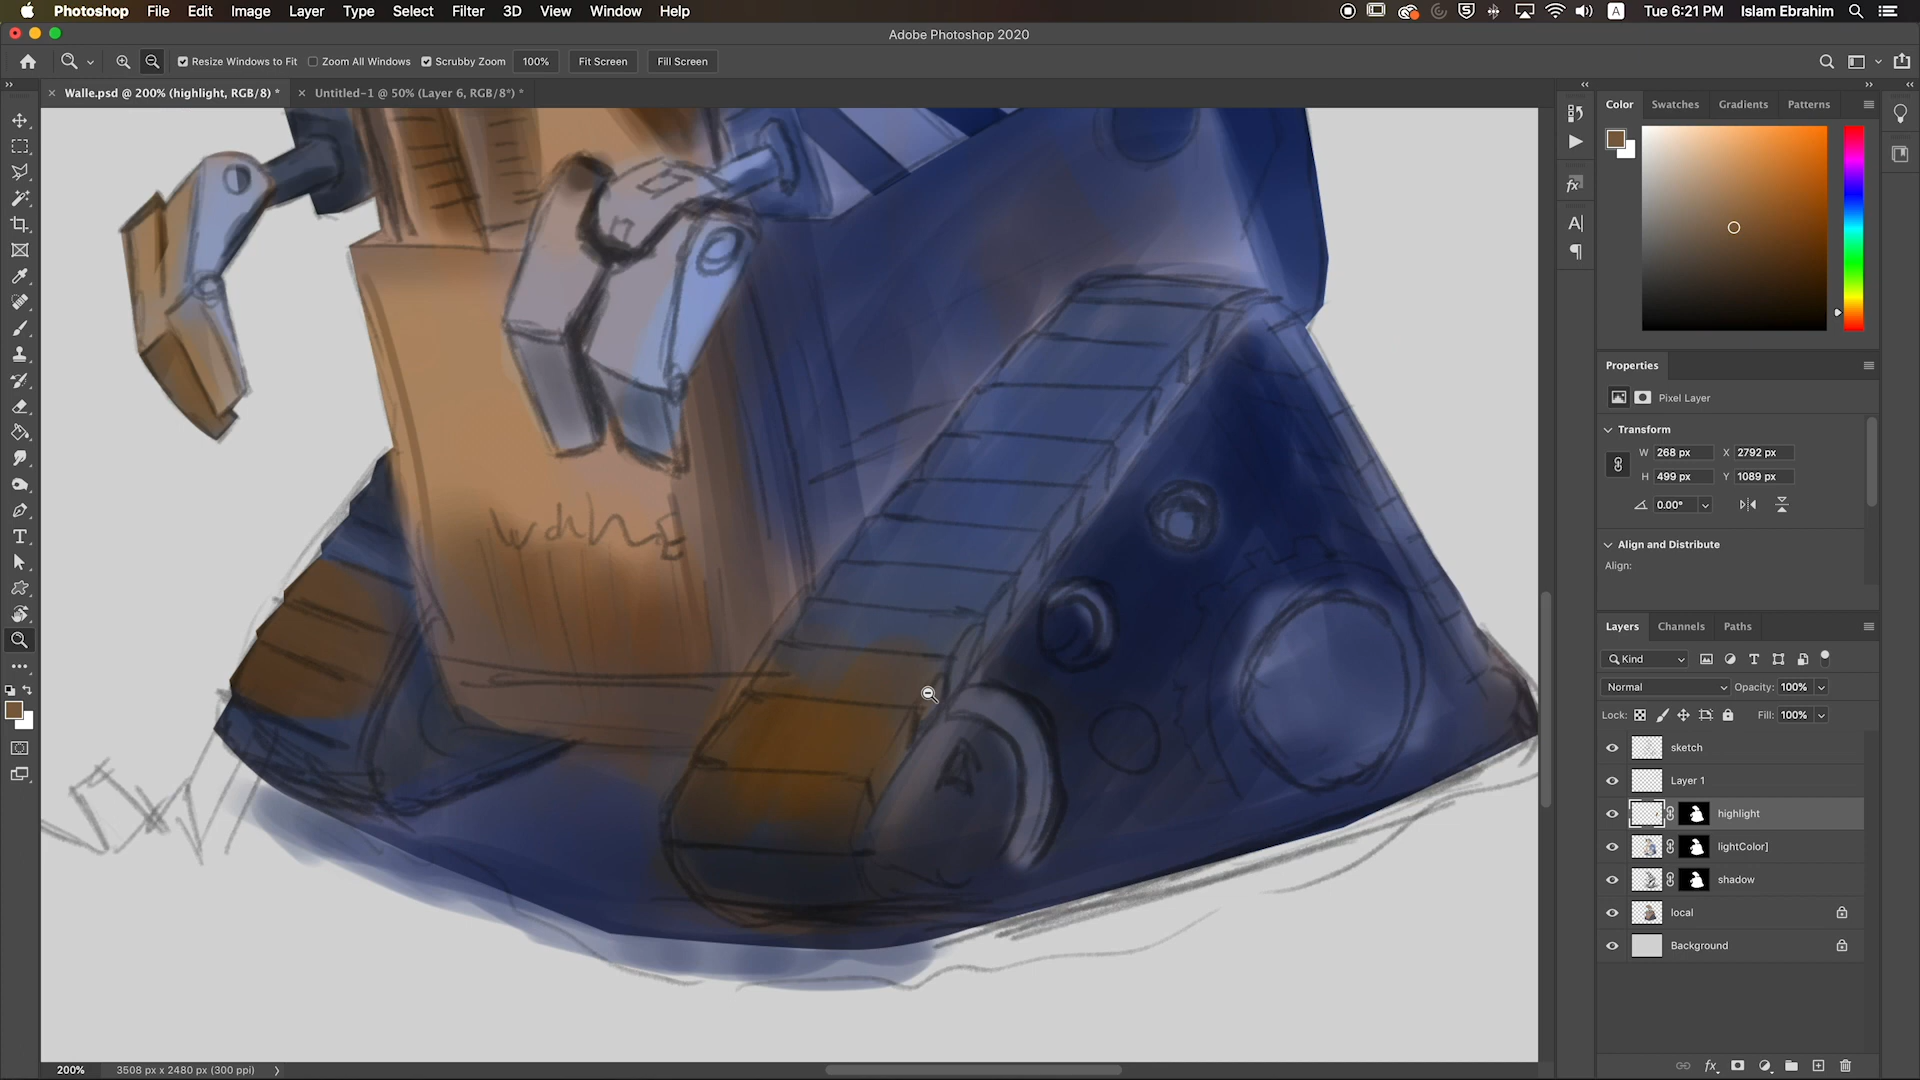 Photoshop File Edit Image Layer Type Select Filter 3D View Window Help A Tue 6:21 PM Islam Ebrahim
Adobe Photoshop 2020
Resize Windows to Fit Zoom All Windows Scrubby Zoom 100% Fit Screen Fill Screen
Walle.psd @ 200% (highlight, RGB/8) * Untitled-1 @ 50% (Layer 6, RGB/8*) *
Color Swatches Gradients Patterns
Properties
Pixel Layer
Transform
W 268 px X 2792 px
H 499 px Y 1089 px
0.00°
Align and Distribute
Align:
Layers Channels Paths
Kind
Normal Opacity: 100%
Lock: Fill: 100%
sketch
Layer 1
highlight
lightColor]
shadow
local
Background
200% 3508 px x 2480 px (300 ppi)